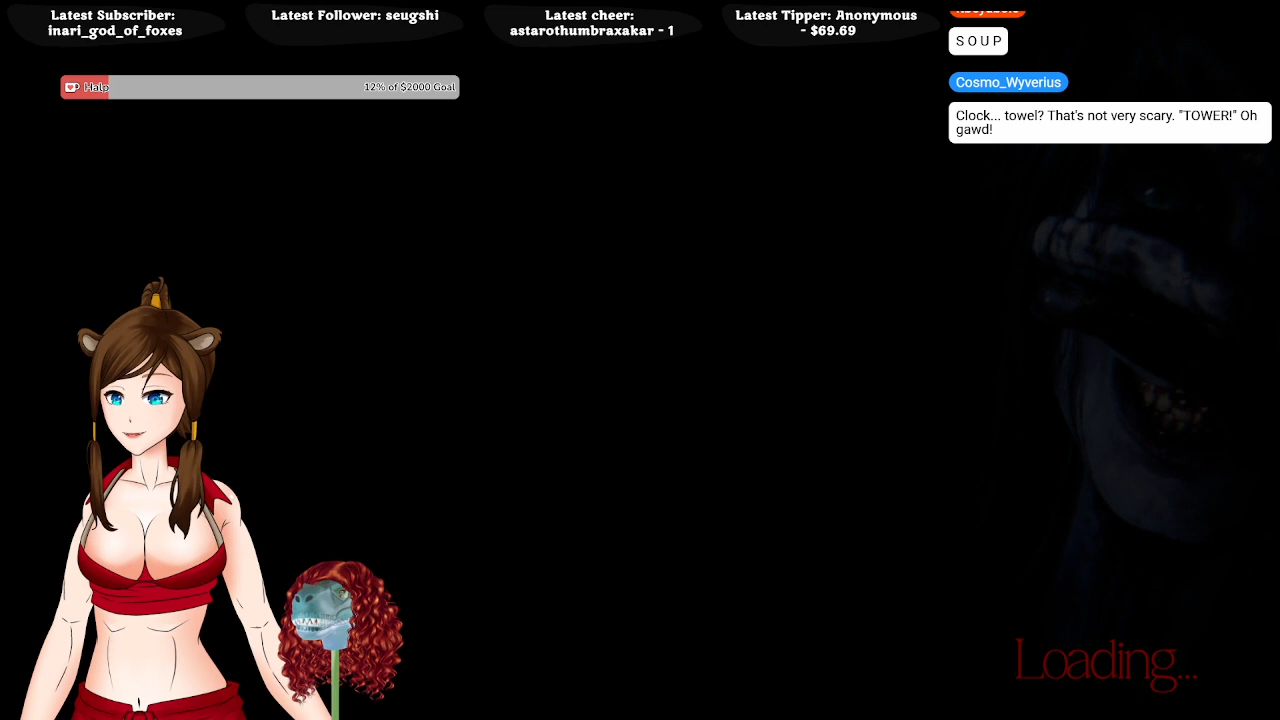 Latest Subscriber:
inari_god_of_foxes
Latest Follower: seugshi
Latest cheer:
astarothumbraxakar - 1
Latest Tipper: Anonymous
- $69.69
Halo
12% of $2000 Goal
S O U P
Cosmo_Wyverius
Clock... towel? That's not very scary. "TOWER!" Oh
gawd!
Loading...